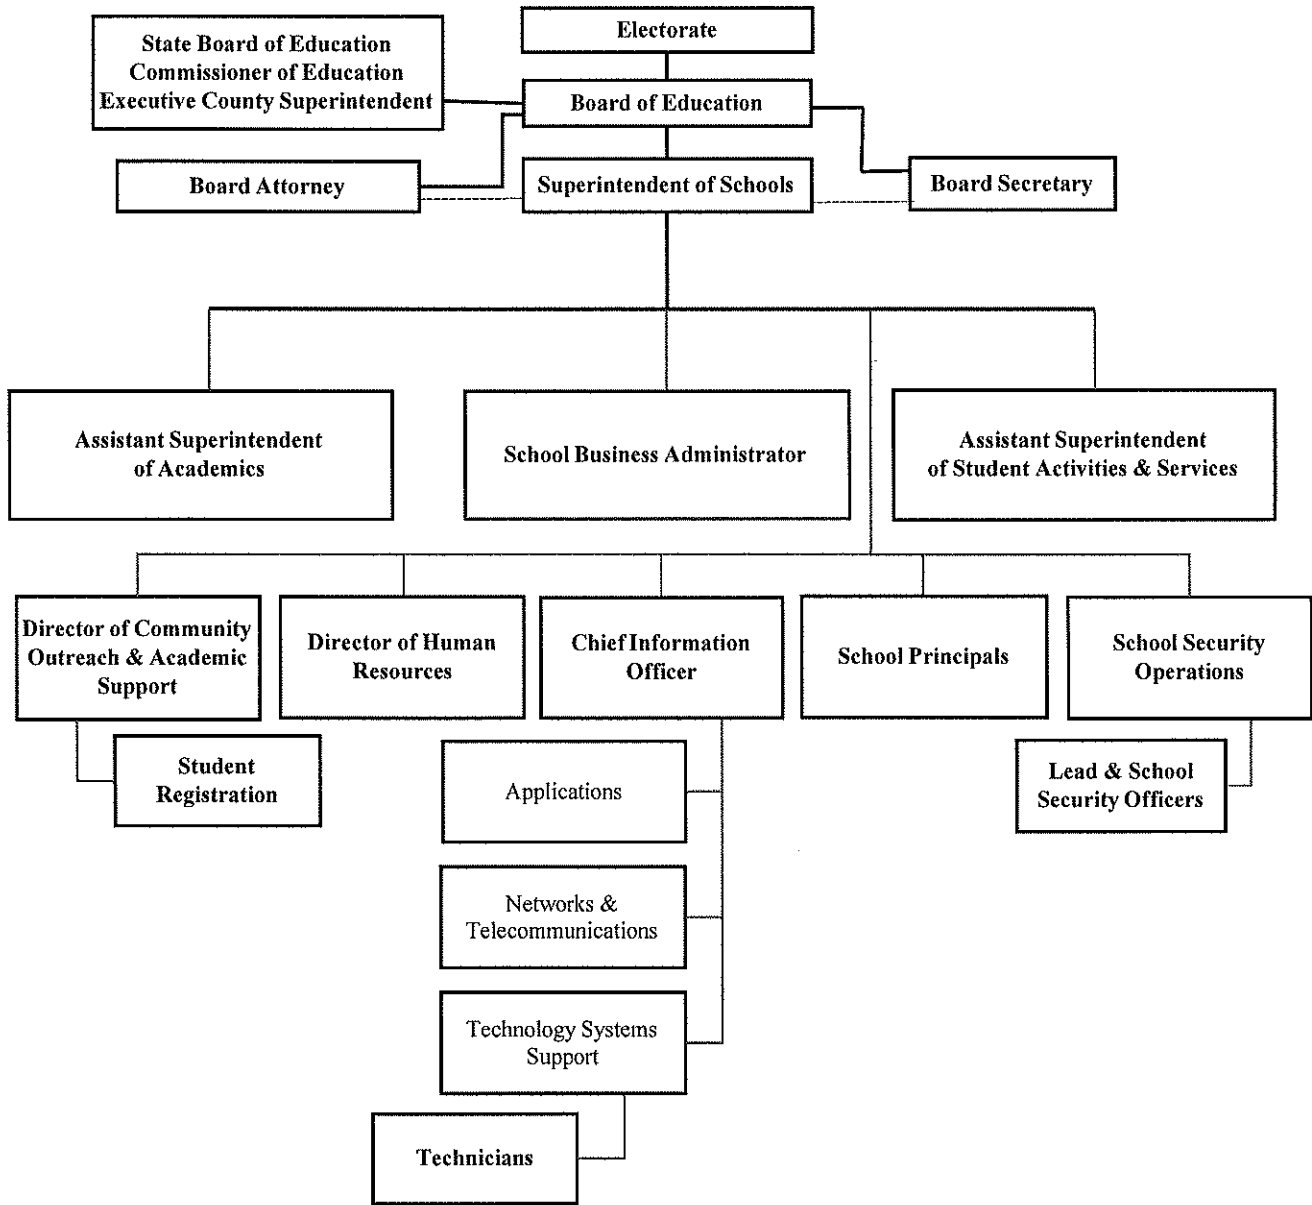 Electorate
State Board of Education
Commissioner of Education
Executive County Superintendent
Board of Education
Board Attorney
Superintendent of Schools
Board Secretary
Assistant Superintendent
of Academics
School Business Administrator
Assistant Superintendent
of Student Activities & Services
Director of Community
Outreach & Academic
Support
Director of Human
Resources
Chief Information
Officer
School Principals
School Security
Operations
Student
Registration
Applications
Lead & School
Security Officers
Networks &
Telecommunications
Technology Systems
Support
Technicians